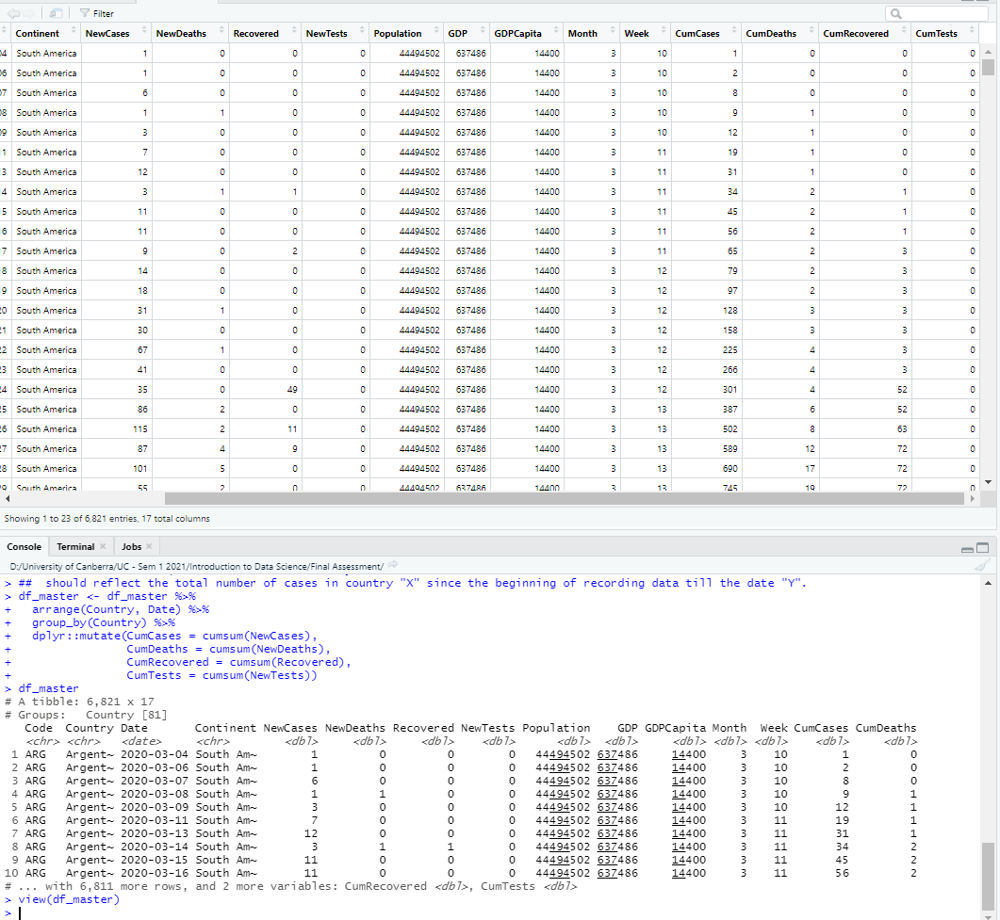 Filter
Continent NewCases NewDeaths Recovered NewTests Population GDP GDPCapita Month Week CumCases CumDeaths CumRecovered CumTests
04 South America 1 0 0 0 44494502 637486 14400 3 10 1 0 0 0
06 South America 1 0 0 0 44494502 637486 14400 3 10 2 0 0 0
07 South America 6 0 0 0 44494502 637486 14400 3 10 8 0 0 0
08 South America 1 1 0 0 44494502 637486 14400 3 10 9 1 0 0
09 South America 3 0 0 0 44494502 637486 14400 3 10 12 1 0 0
1 South America 7 0 0 0 44494502 637486 14400 3 11 19 1 0 0
3 South America 12 0 0 0 44494502 637486 14400 3 11 31 1 0 0
4 South America 3 1 1 0 44494502 637486 14400 3 11 34 2 1 0
5 South America 11 0 0 0 44494502 637486 14400 3 11 45 2 1 0
6 South America 11 0 0 0 44494502 637486 14400 3 11 56 2 1 0
7 South America 9 0 2 0 44494502 637486 14400 3 11 65 2 3 0
8 South America 14 0 0 0 44494502 637486 14400 3 12 79 2 3 0
9 South America 18 0 0 0 44494502 637486 14400 3 12 97 2 3 0
20 South America 31 1 0 0 44494502 637486 14400 3 12 128 3 3 0
21 South America 30 0 0 0 44494502 637486 14400 3 12 158 3 3 0
22 South America 67 1 0 0 44494502 637486 14400 3 12 225 4 3 0
23 South America 41 0 0 0 44494502 637486 14400 3 12 266 4 3 0
24 South America 35 0 49 0 44494502 637486 14400 3 12 301 4 52 0
25 South America 86 2 0 0 44494502 637486 14400 3 13 387 6 52 0
26 South America 115 2 11 0 44494502 637486 14400 3 13 502 8 63 0
27 South America 87 4 9 0 44494502 637486 14400 3 13 589 12 72 0
28 South America 101 5 0 0 44494502 637486 14400 3 13 690 17 72 0
29 South America 55 2 0 0 44494502 637486 14400 3 13 745 19 72 0
Showing 1 to 23 of 6,821 entries, 17 total columns
Console Terminal Jobs
D:/University of Canberra/UC - Sem 1 2021/Introduction to Data Science/Final Assessment/
> ## should reflect the total number of cases in country "X" since the beginning of recording data till the date "Y".
> df_master <- df_master %>%
+ arrange(Country, Date) %>%
+ group_by(Country) %>%
+ dplyr::mutate(CumCases = cumsum(NewCases),
+ CumDeaths = cumsum(NewDeaths),
+ CumRecovered = cumsum(Recovered),
+ CumTests = cumsum(NewTests))
> df_master
# A tibble: 6,821 x 17
# Groups: Country [81]
Code Country Date Continent NewCases NewDeaths Recovered NewTests Population GDP GDPCapita Month Week CumCases CumDeaths
<chr> <chr> <date> <chr> <dbl> <dbl> <dbl> <dbl> <dbl> <dbl> <dbl> <dbl> <dbl> <dbl> <dbl>
1 ARG Argent~ 2020-03-04 South Am~ 1 0 0 0 44494502 637486 14400 3 10 1 0
2 ARG Argent~ 2020-03-06 South Am~ 1 0 0 0 44494502 637486 14400 3 10 2 0
3 ARG Argent~ 2020-03-07 South Am~ 6 0 0 0 44494502 637486 14400 3 10 8 0
4 ARG Argent~ 2020-03-08 South Am~ 1 1 0 0 44494502 637486 14400 3 10 9 1
5 ARG Argent~ 2020-03-09 South Am~ 3 0 0 0 44494502 637486 14400 3 10 12 1
6 ARG Argent~ 2020-03-11 South Am~ 7 0 0 0 44494502 637486 14400 3 11 19 1
7 ARG Argent~ 2020-03-13 South Am~ 12 0 0 0 44494502 637486 14400 3 11 31 1
8 ARG Argent~ 2020-03-14 South Am~ 3 1 1 0 44494502 637486 14400 3 11 34 2
9 ARG Argent~ 2020-03-15 South Am~ 11 0 0 0 44494502 637486 14400 3 11 45 2
10 ARG Argent~ 2020-03-16 South Am~ 11 0 0 0 44494502 637486 14400 3 11 56 2
# ... with 6,811 more rows, and 2 more variables: CumRecovered <dbl>, CumTests <dbl>
> view(df_master)
>